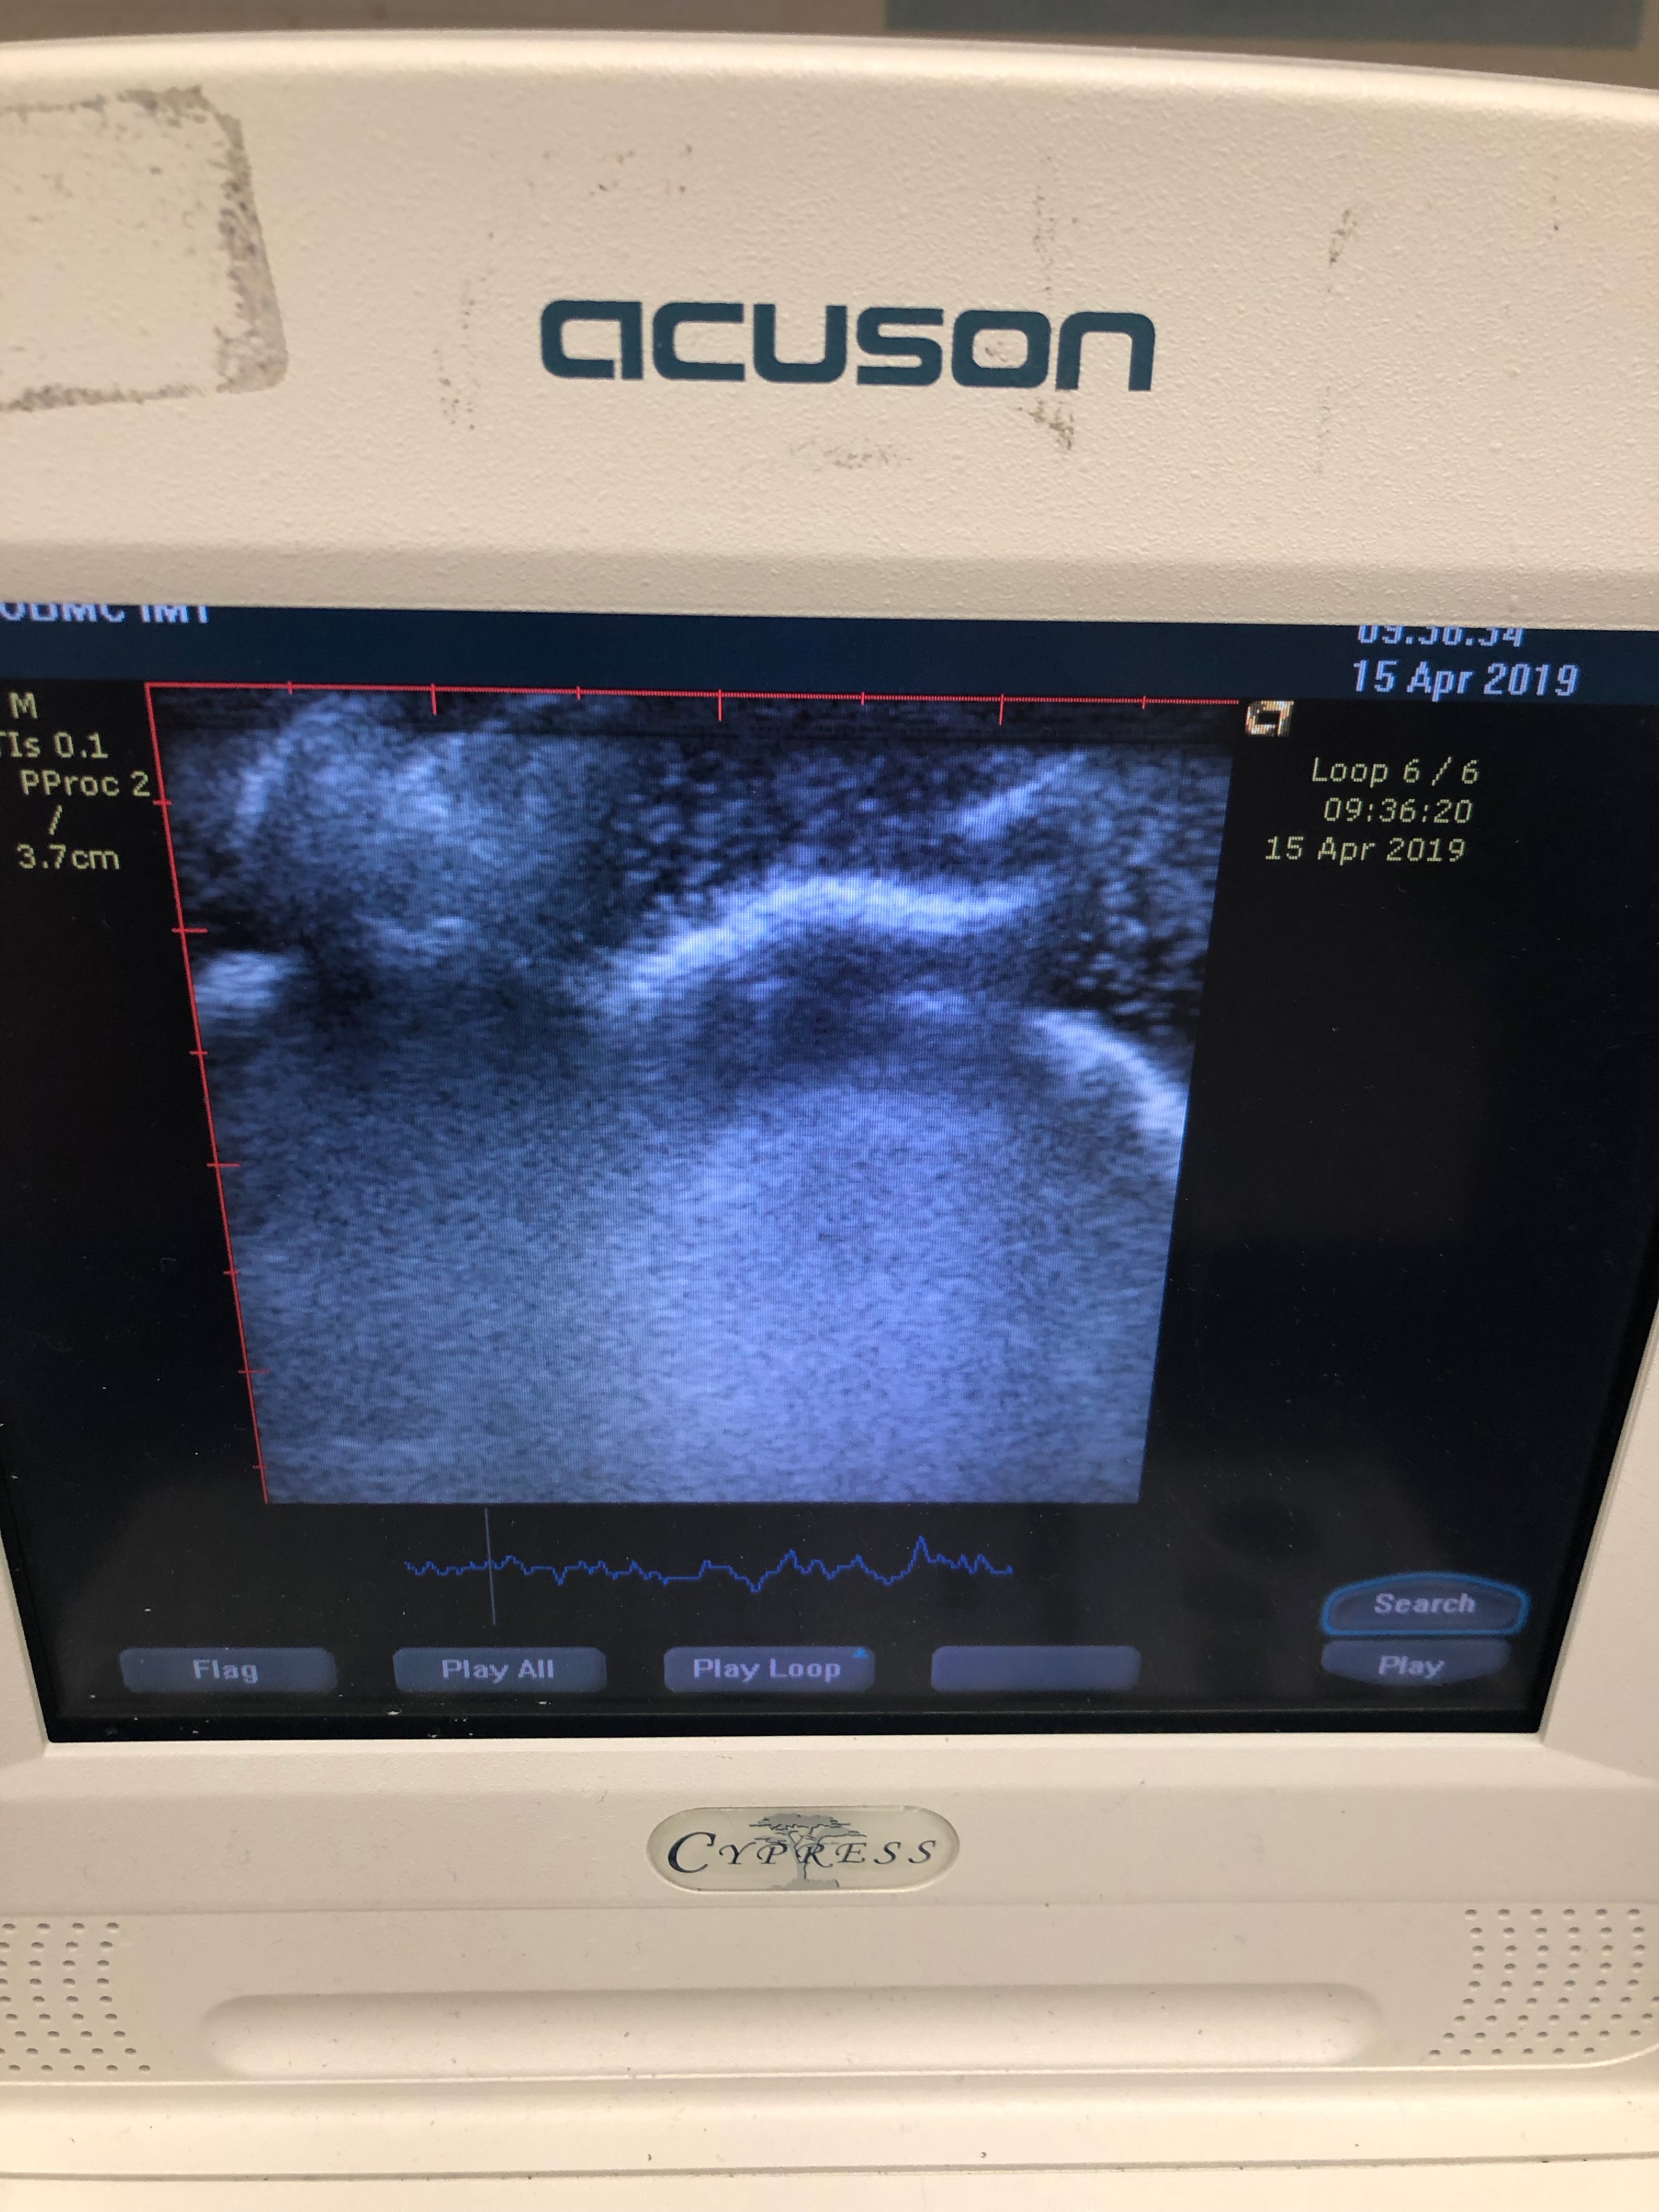 acuson
15 Apr 2019
M
TIs 0.1
PProc 2
/
3.7cm
Loop 6 / 6
09:36:20
15 Apr 2019
Search
Flag
Play All
Play Loop
Play
CYPRESS